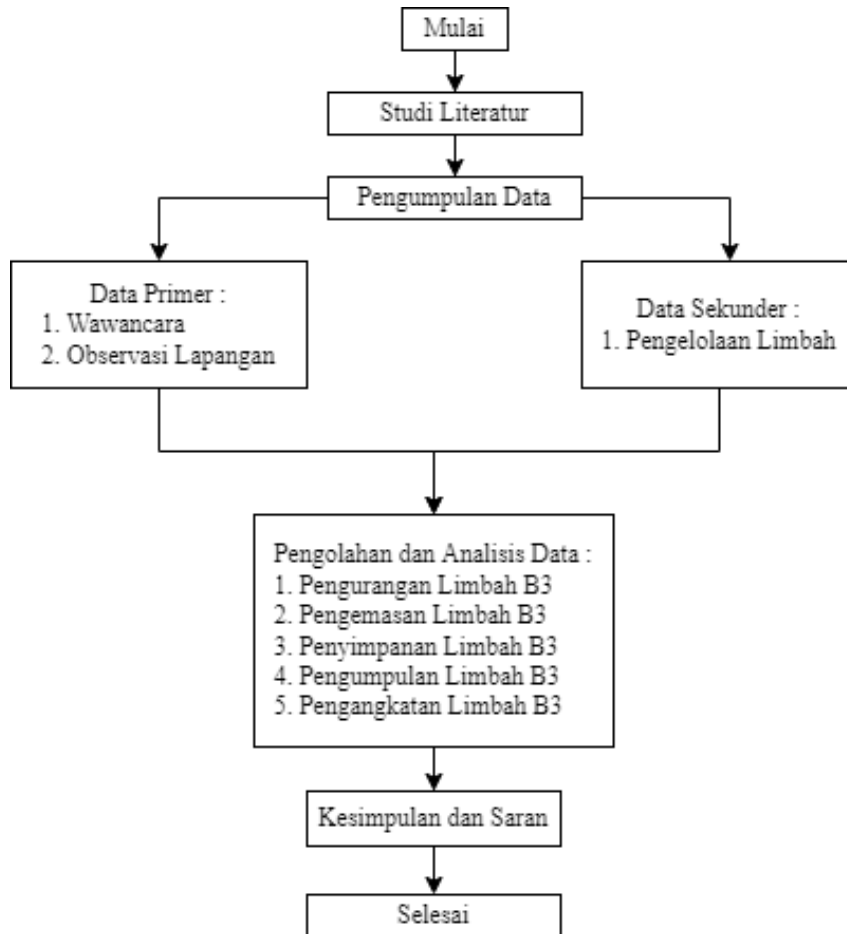 Mulai
Studi Literatur
Pengumpulan Data
Data Primer :
1. Wawancara
2. Observasi Lapangan
Data Sekunder :
1. Pengelolaan Limbah
Pengolahan dan Analisis Data :
1. Pengurangan Limbah B3
2. Pengemasan Limbah B3
3. Penyimpanan Limbah B3
4. Pengumpulan Limbah B3
5. Pengangkatan Limbah B3
Kesimpulan dan Saran
Selesai